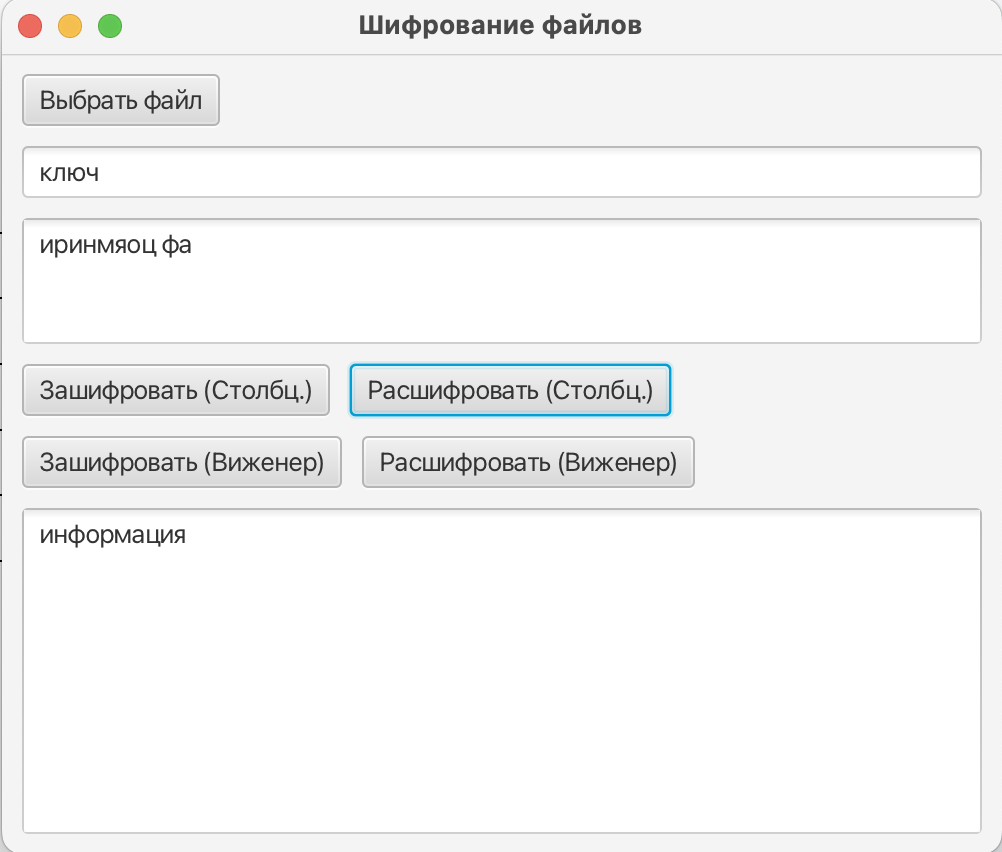 Шифрование файлов
Выбрать файл
ключ
иринмяоц фа
Зашифровать (Столбц.) Расшифровать (Столбц.)
Зашифровать (Виженер) Расшифровать (Виженер)
информация